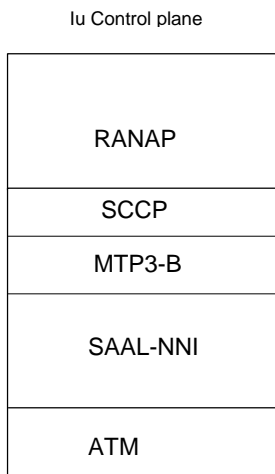 Iu Control plane
RANAP
SCCP
MTP3-B
SAAL-NNI
ATM